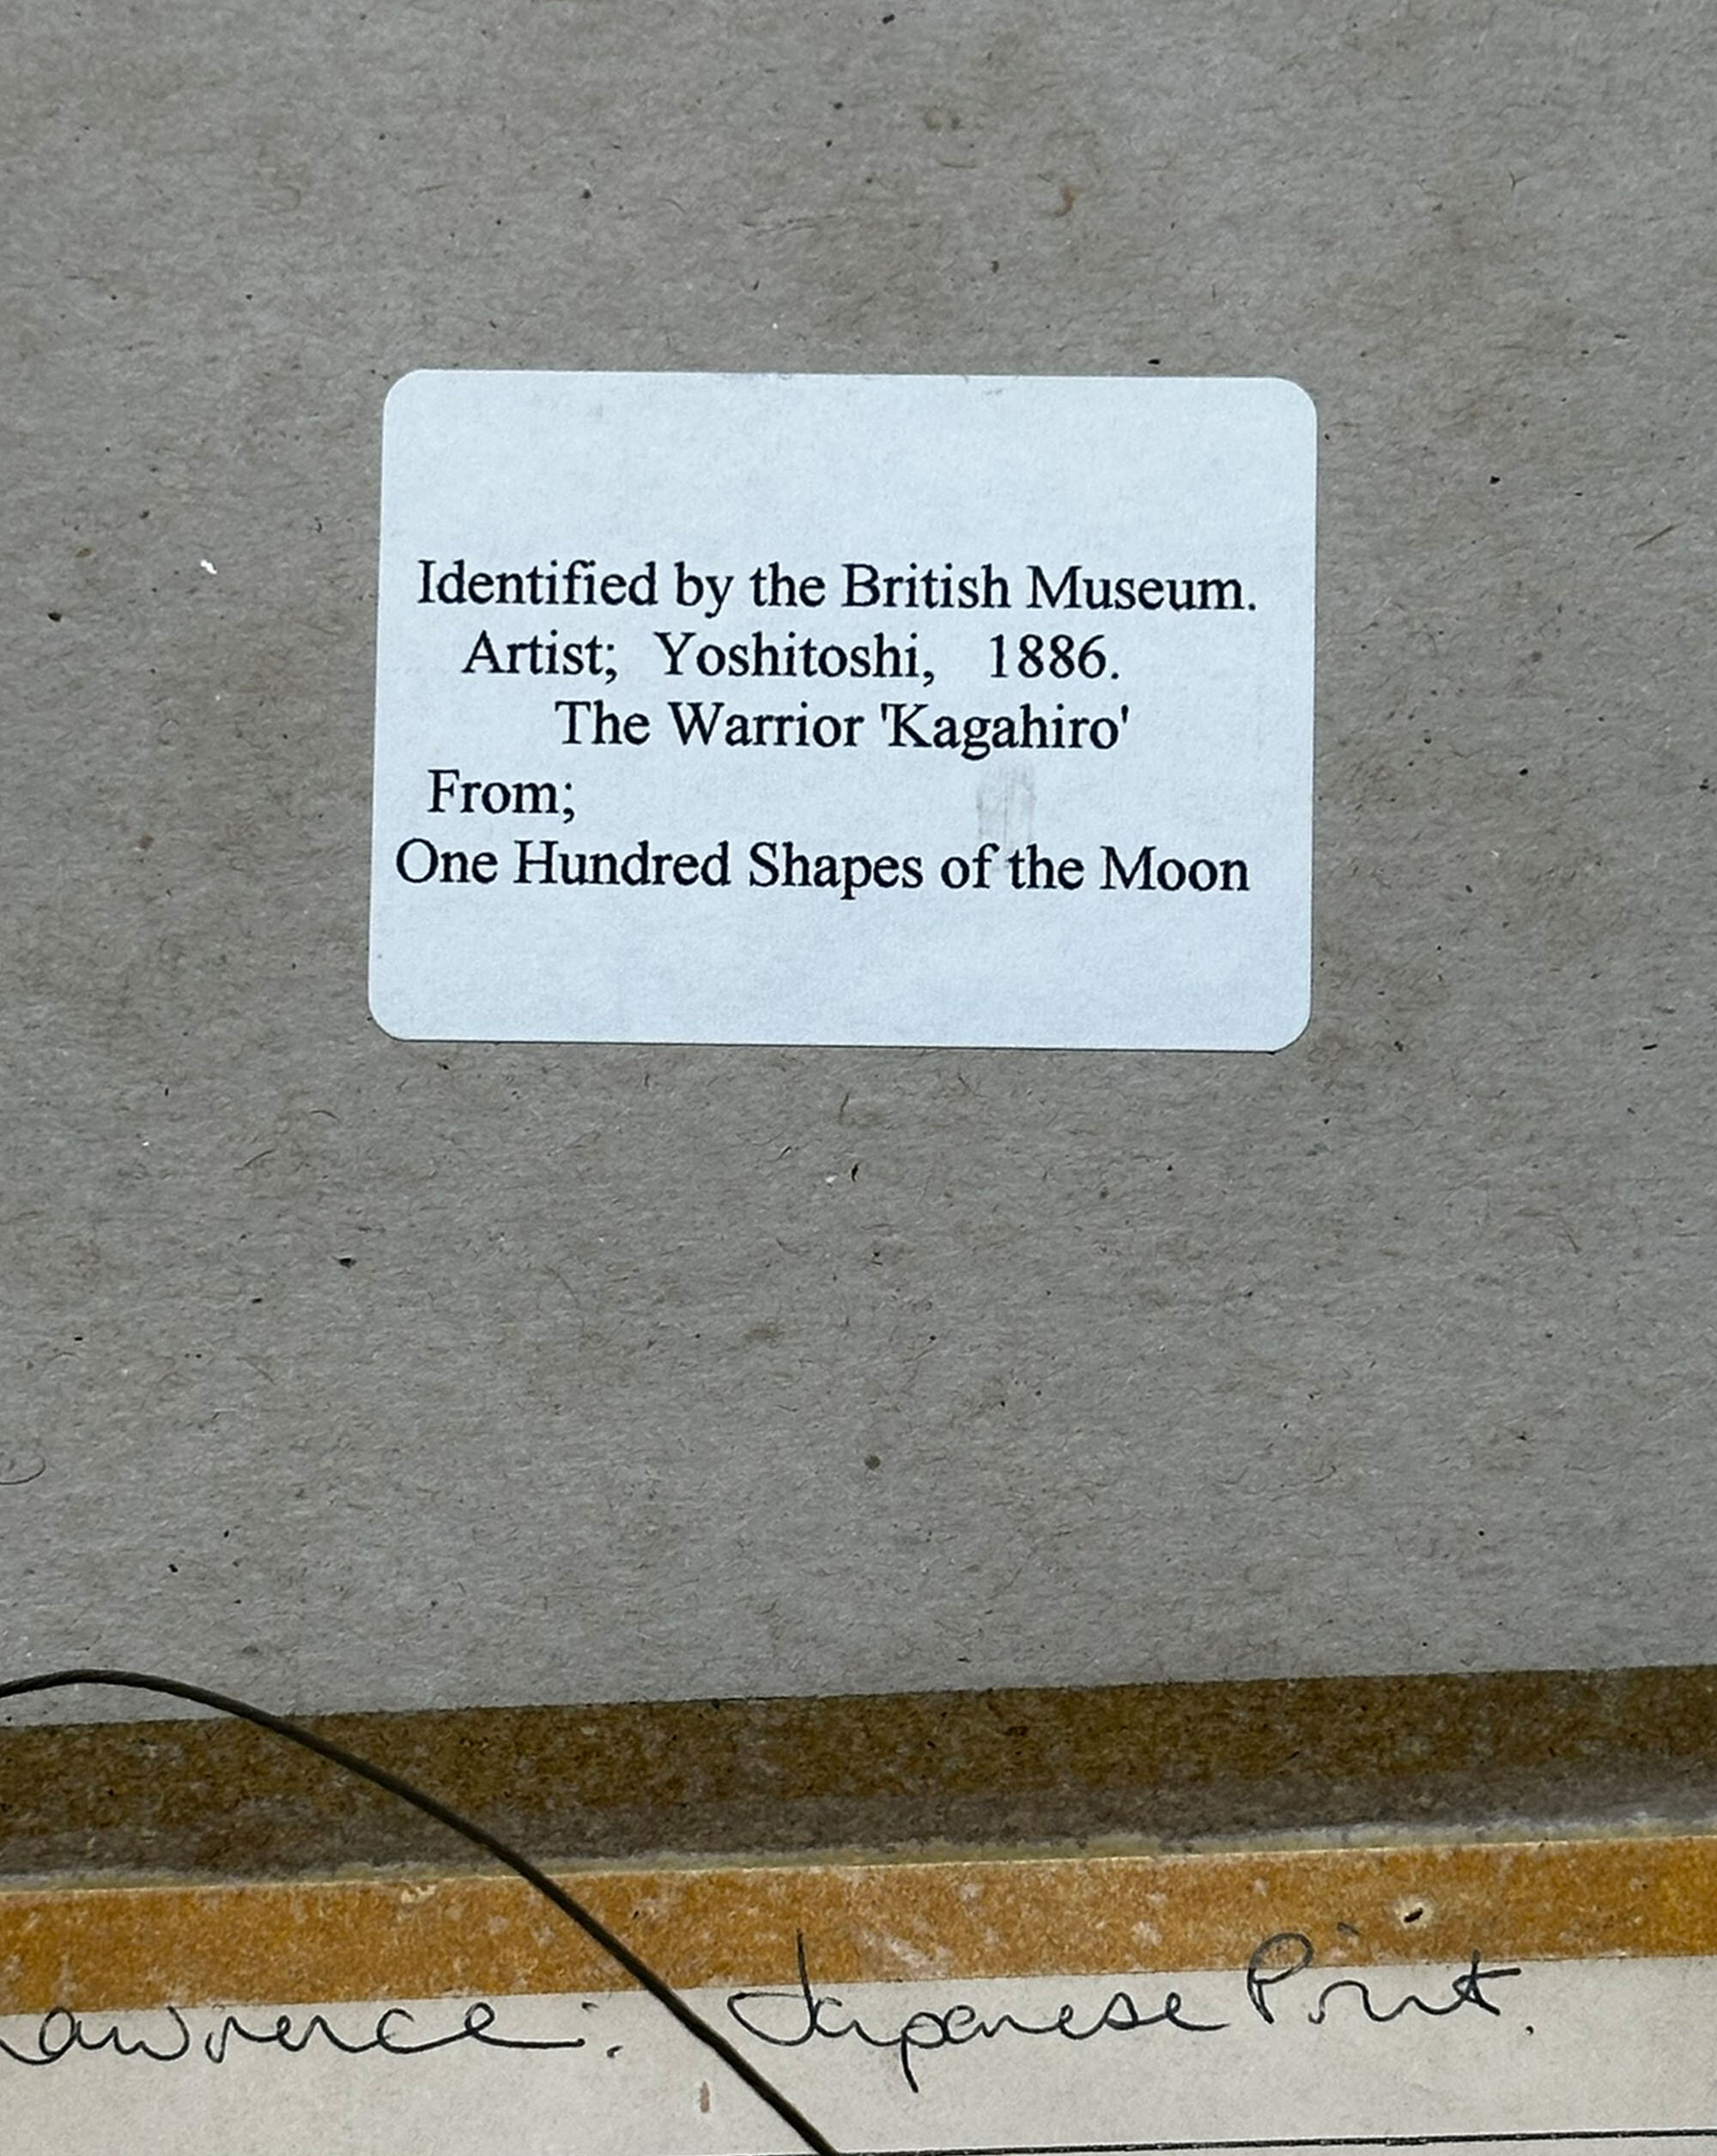 Identified by the British Museum.
Artist; Yoshitoshi, 1886.
The Warrior 'Kagahiro'
From;
One Hundred Shapes of the Moon
Lawrence: Japanese Print.